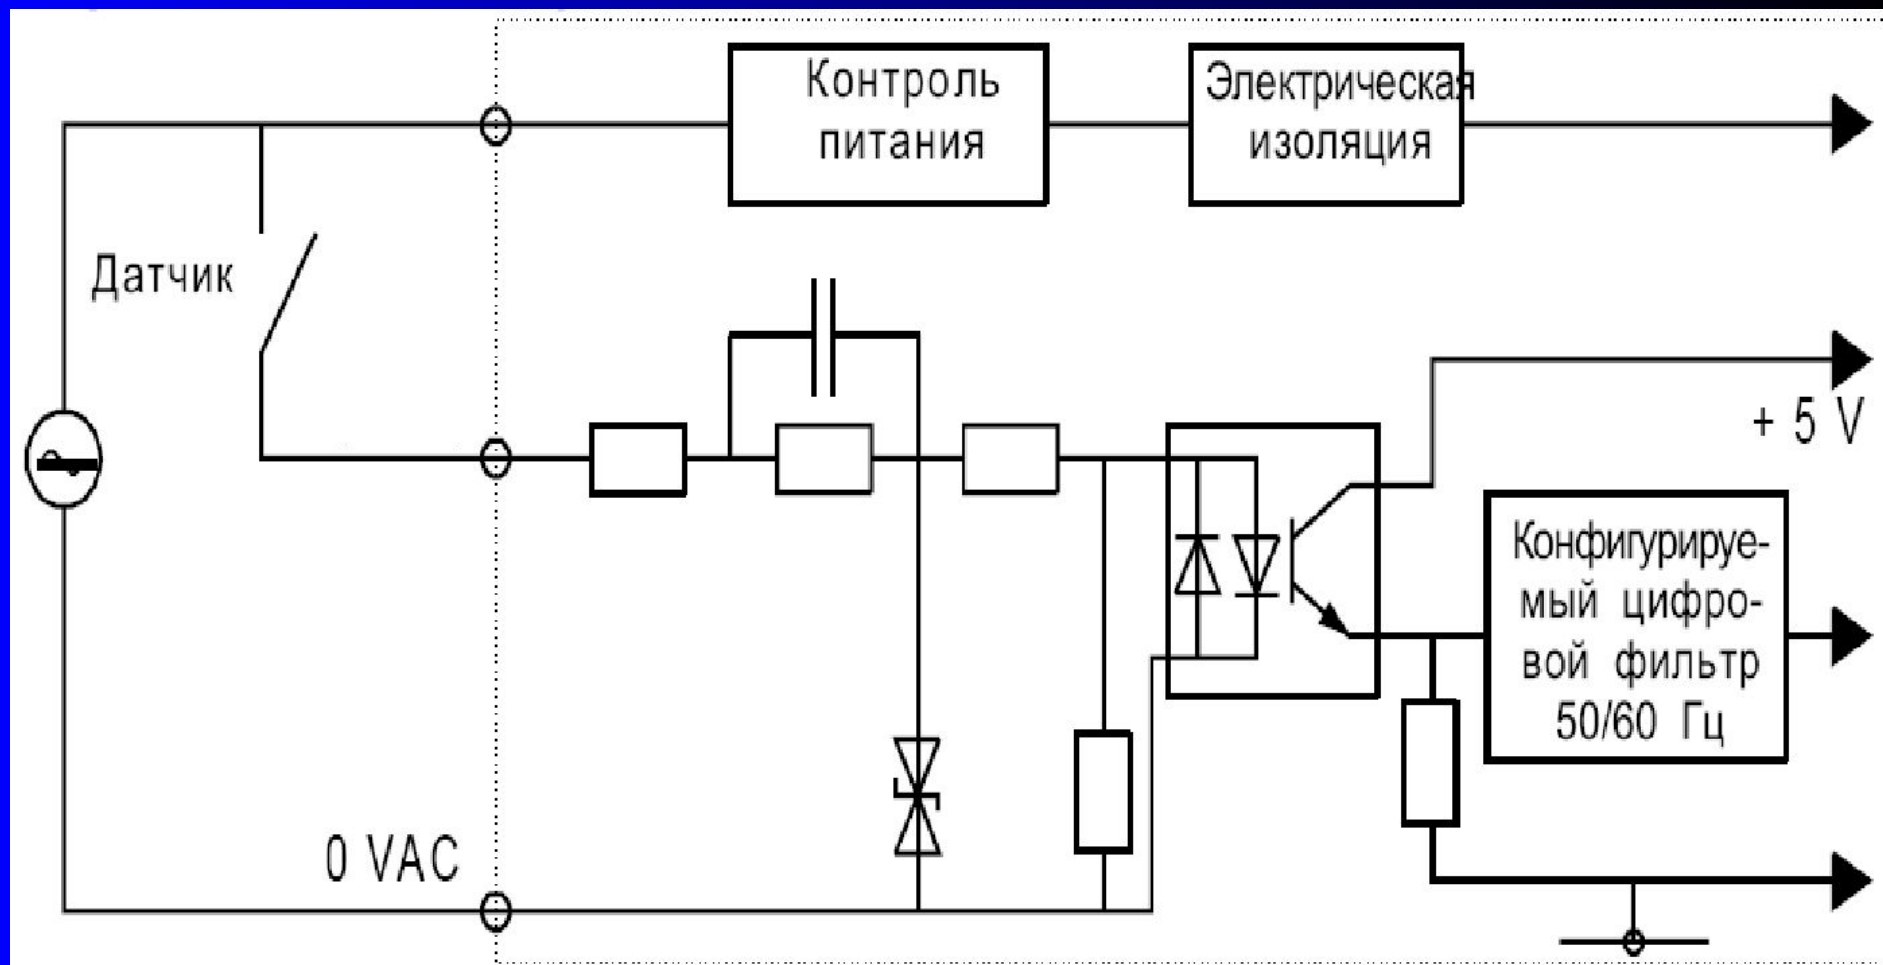 Контроль
питания
Электрическая
изоляция
Датчик
+ 5 V
Конфигурируе-
мый цифро-
вой фильтр
50/60 Гц
0 VAC